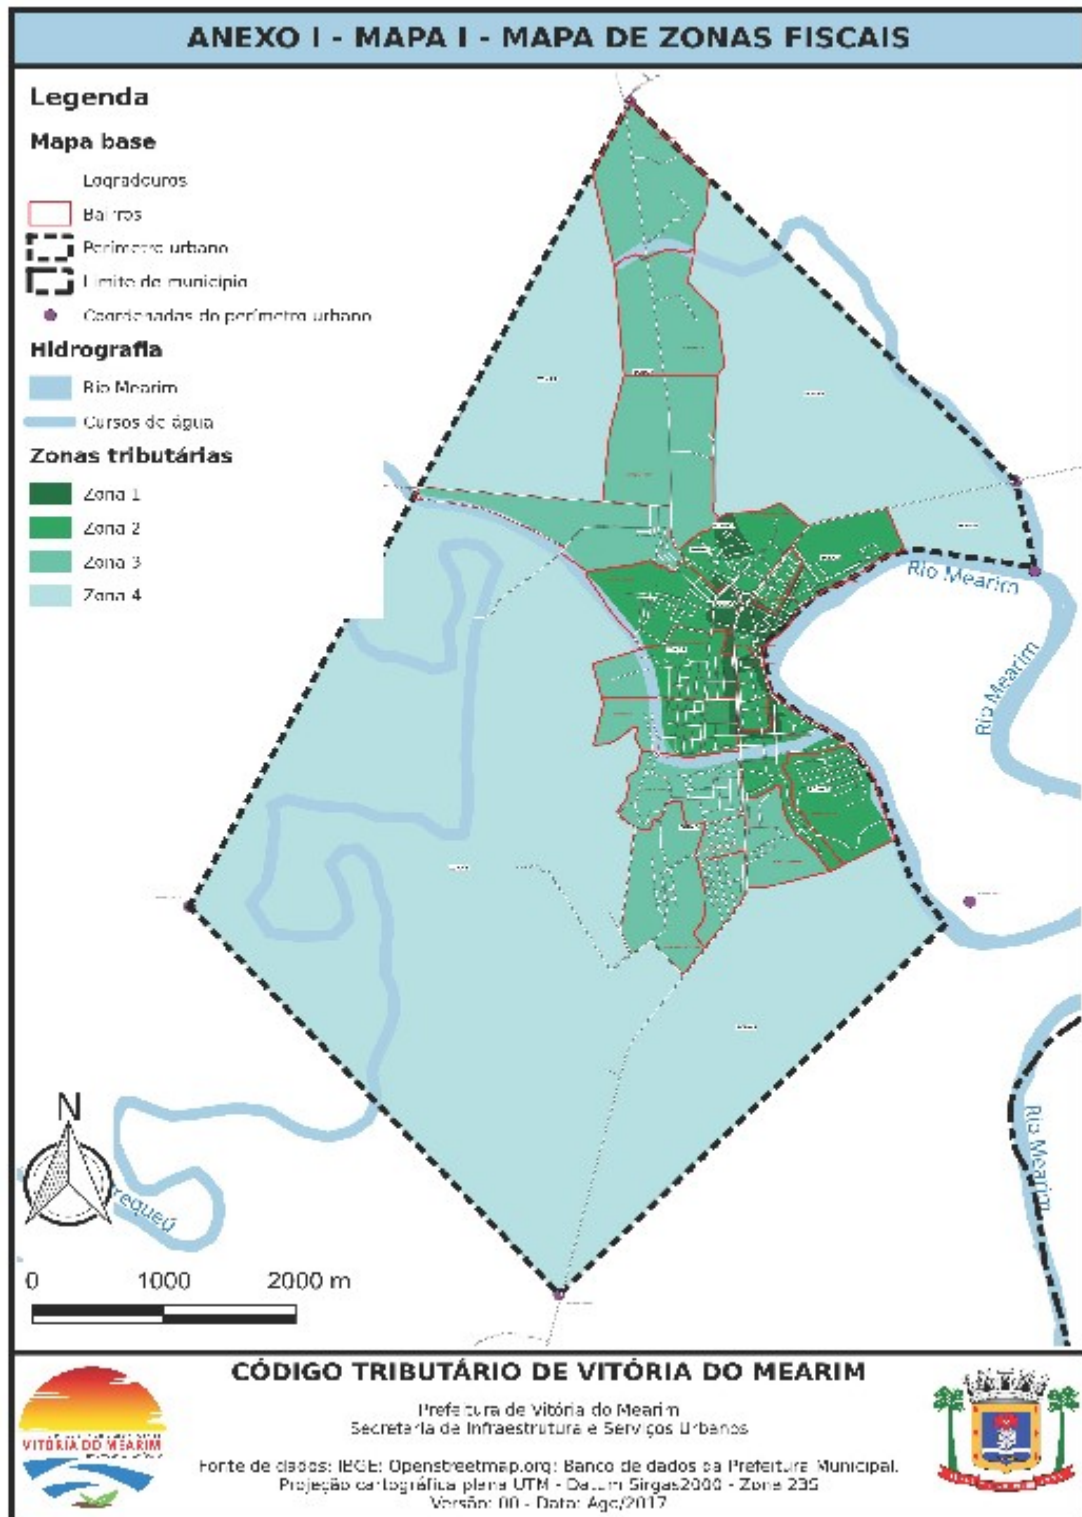 ANEXO I - MAPA I - MAPA DE ZONAS FISCAIS
Legenda
Mapa base
Logradouros
Bairros
Perímetro urbano
Limite de município
Coordenadas do perímetro urbano
Hidrografia
Rio Mearim
Cursos de água
Zonas tributárias
Zona 1
Zona 2
Zona 3
Zona 4
Rio Mearim
Rio Mearim
Rio Mearim
N
0 1000 2000 m
CÓDIGO TRIBUTÁRIO DE VITÓRIA DO MEARIM
Prefeitura de Vitória do Mearim
Secretaria de Infraestrutura e Serviços Urbanos
Fonte de dados: IBGE; Openstreetmap.org; Banco de dados da Prefeitura Municipal.
Projeção cartográfica plana UTM - Datum Sirgas2000 - Zona 23S
Versão: 00 - Data: Ago/2017
VITÓRIA DO MEARIM